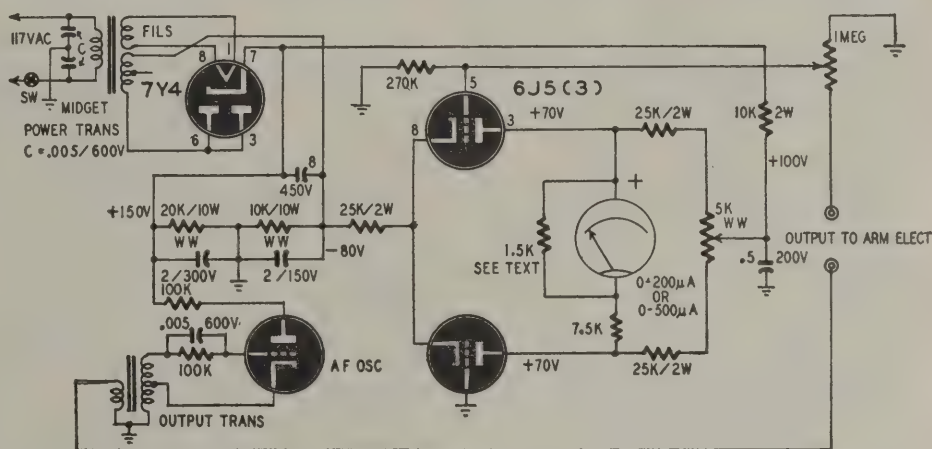 117VAC
C
SW
MIDGET
POWER TRANS
C=.005/600V
FILS
8
1
7
7Y4
6
3
270K
5
6J5(3)
8
3
+70V
1 MEG
25K/2W
10K
2W
+100V
8
450V
+150V
20K/10W
WW
10K/10W
WW
25K/2W
-80V
2/300V
2/150V
100K
1.5K
SEE TEXT
+
0-200µA
OR
0-500µA
5K
WW
.5
200V
OUTPUT TO ARM ELECT
7.5K
.005
600V
100K
AF OSC
+70V
25K/2W
OUTPUT TRANS